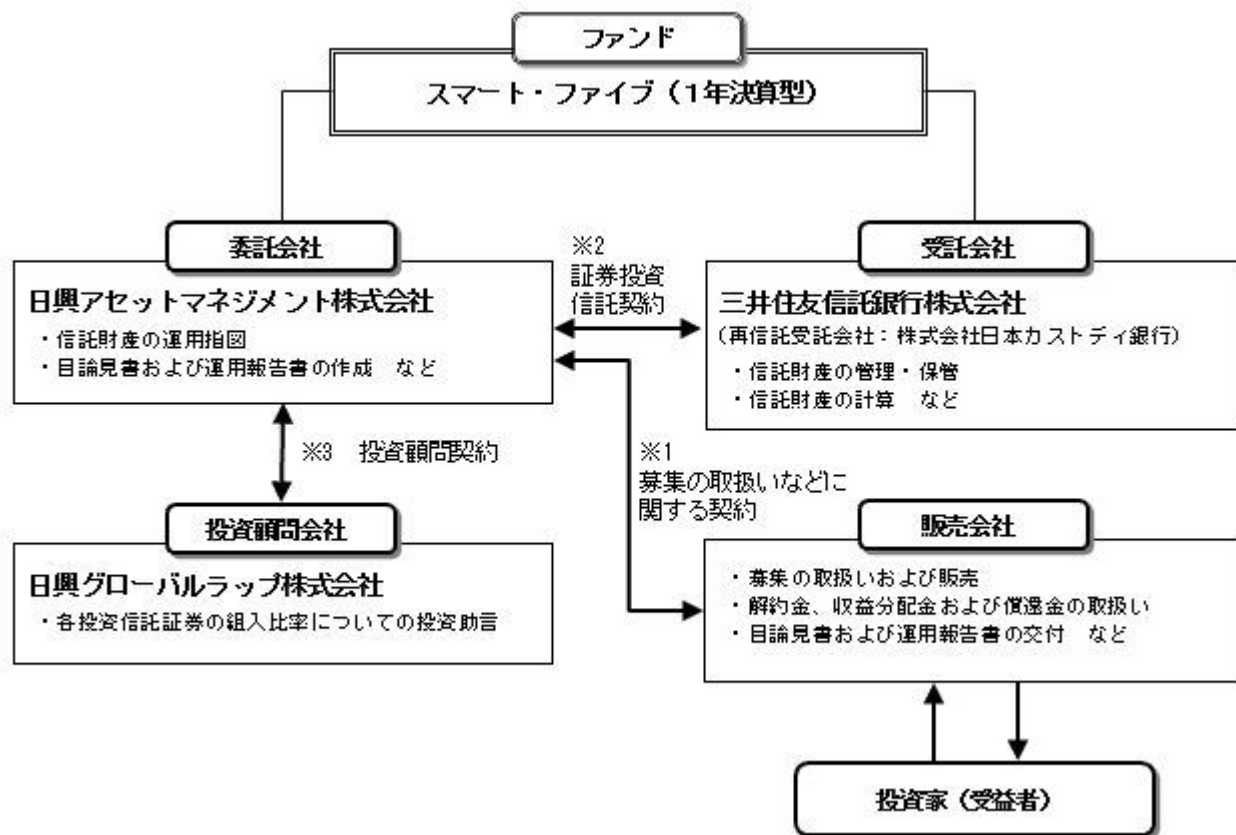 ファンド
スマート・ファイブ（１年決算型）
委託会社
日興アセットマネジメント株式会社
・信託財産の運用指図
・目論見書および運用報告書の作成　など
※2
証券投資
信託契約
受託会社
三井住友信託銀行株式会社
（再信託受託会社：株式会社日本カストディ銀行）
・信託財産の管理・保管
・信託財産の計算　など
※3　投資顧問契約
※1
募集の取扱いなどに
関する契約
投資顧問会社
日興グローバルラップ株式会社
・各投資信託証券の組入比率についての投資助言
販売会社
・募集の取扱いおよび販売
・解約金、収益分配金および償還金の取扱い
・目論見書および運用報告書の交付　など
投資家（受益者）